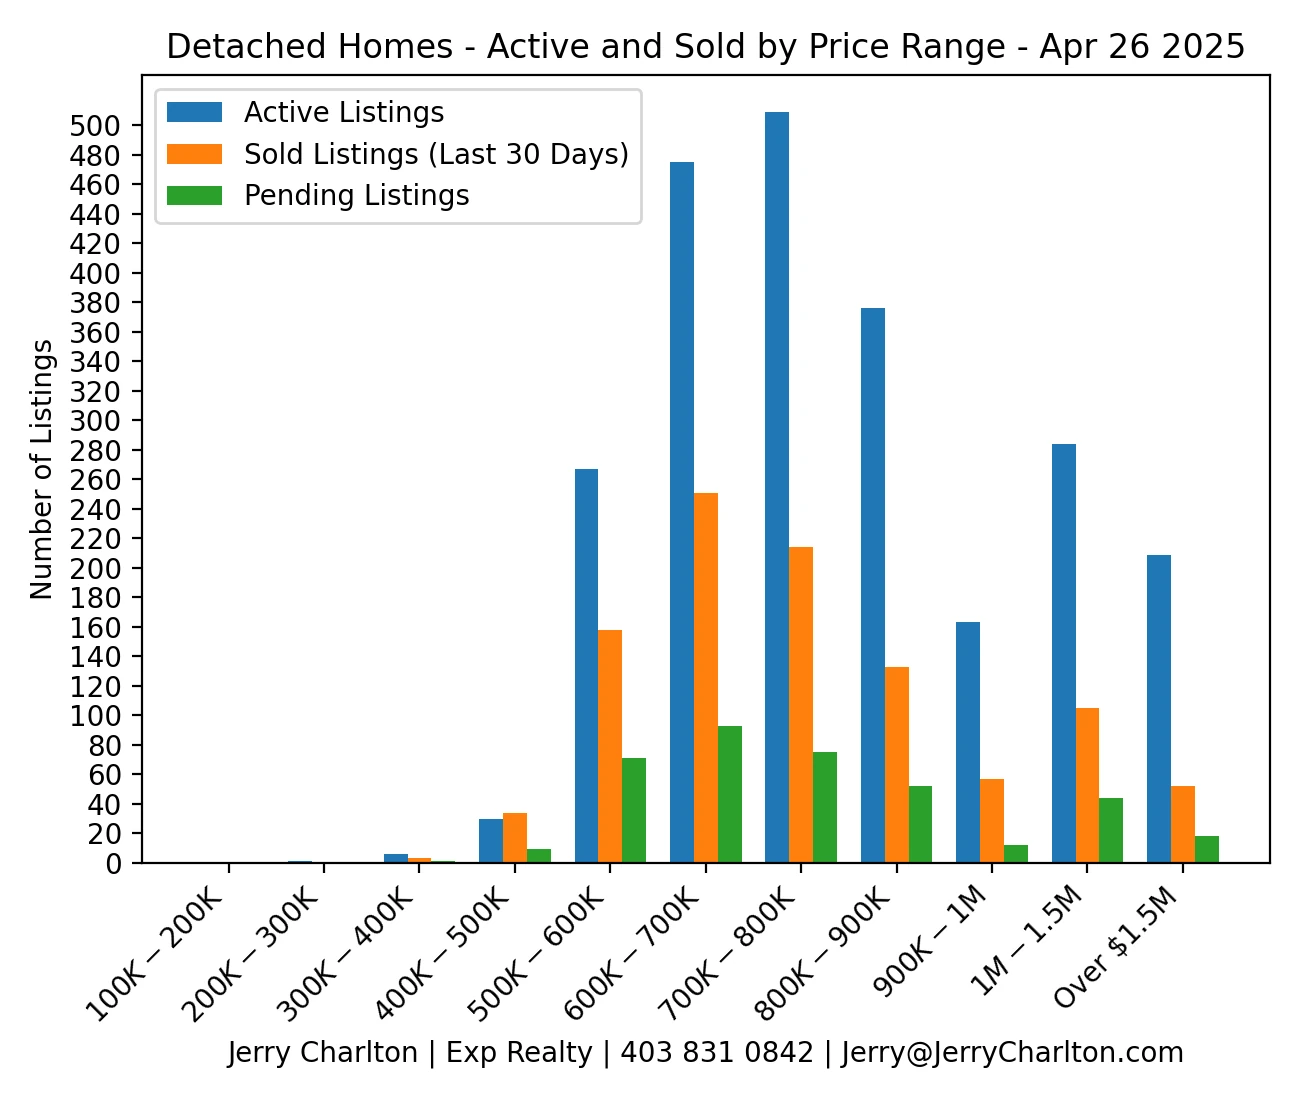 Detached Homes - Active and Sold by Price Range - Apr 26 2025
Active Listings
Sold Listings (Last 30 Days)
Pending Listings
Number of Listings
500
480
460
440
420
400
380
360
340
320
300
280
260
240
220
200
180
160
140
120
100
80
60
40
20
0
100K − 200K
200K − 300K
300K − 400K
400K − 500K
500K − 600K
600K − 700K
700K − 800K
800K − 900K
900K − 1M
1M − 1.5M
Over $1.5M
Jerry Charlton | Exp Realty | 403 831 0842 | Jerry@JerryCharlton.com